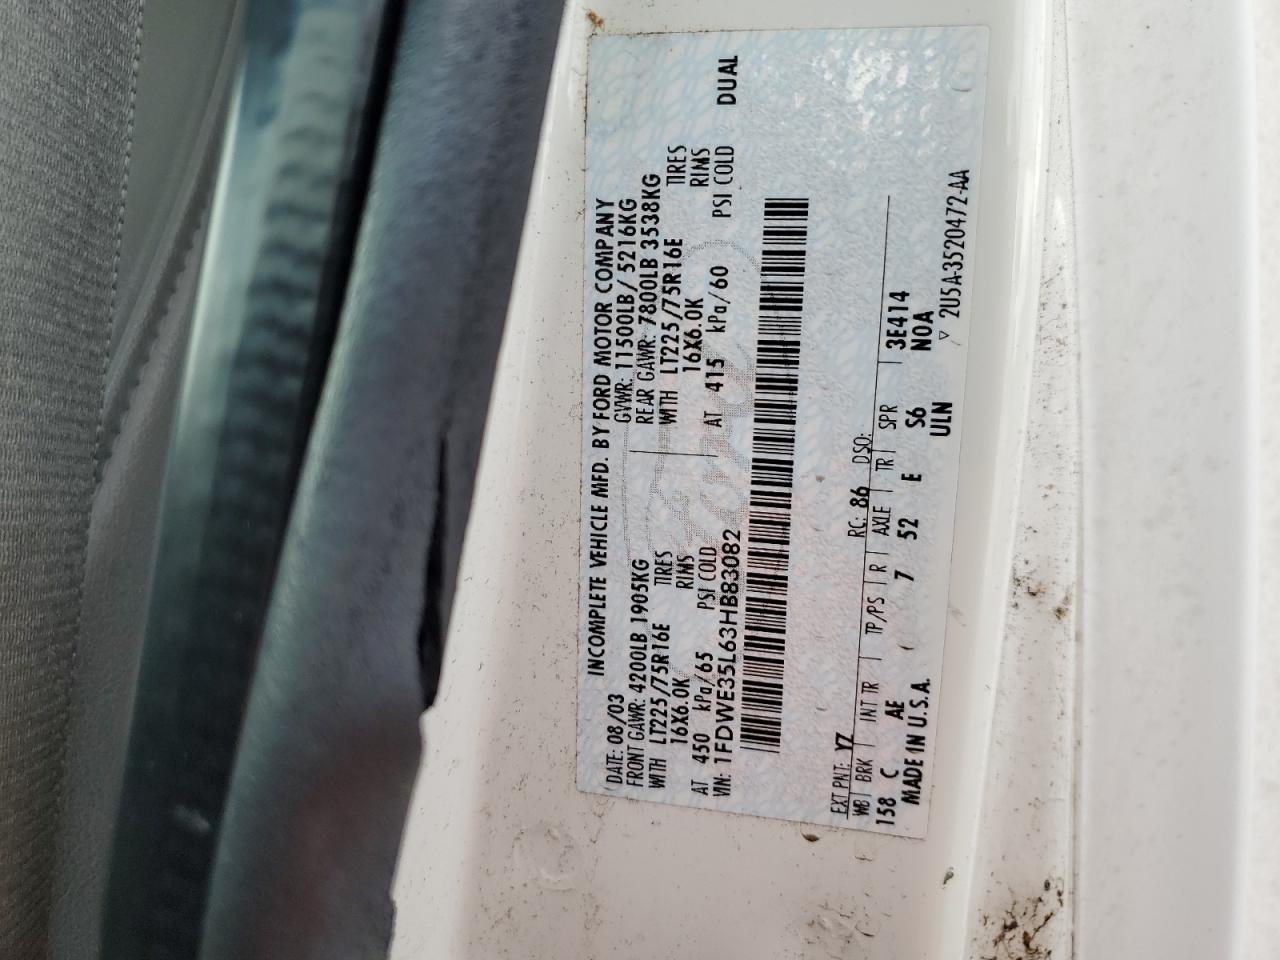 INCOMPLETE VEHICLE MFD. BY FORD MOTOR COMPANY
DATE: 08/03 GVWR: 11500LB/ 5216KG
FRONT GAWR: 4200LB 1905KG REAR GAWR: 7800LB 3538KG
WITH LT225/75R16E TIRES WITH LT225/75R16E TIRES
16X6.0K RIMS 16X6.0K RIMS
AT 450 kPa/65 PSI COLD AT 415 kPa/60 PSI COLD DUAL
VIN: 1FDWE35L63HB83082
EXT PNT: YZ RC: 86 DSO:
WB BRK INT TR TP/PS R AXLE TR SPR 3E414
158 C AE 7 52 E S6 NOA
MADE IN U.S.A. ULN
▽ 2U5A-3520472-AA